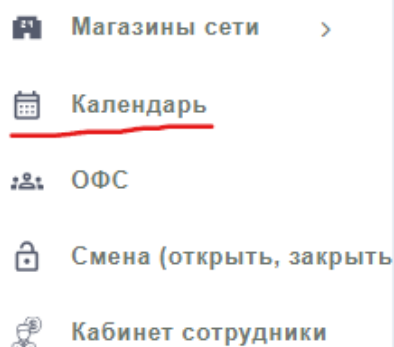 Магазины сети
Календарь
ОФС
Смена (открыть, закрыть
Кабинет сотрудники